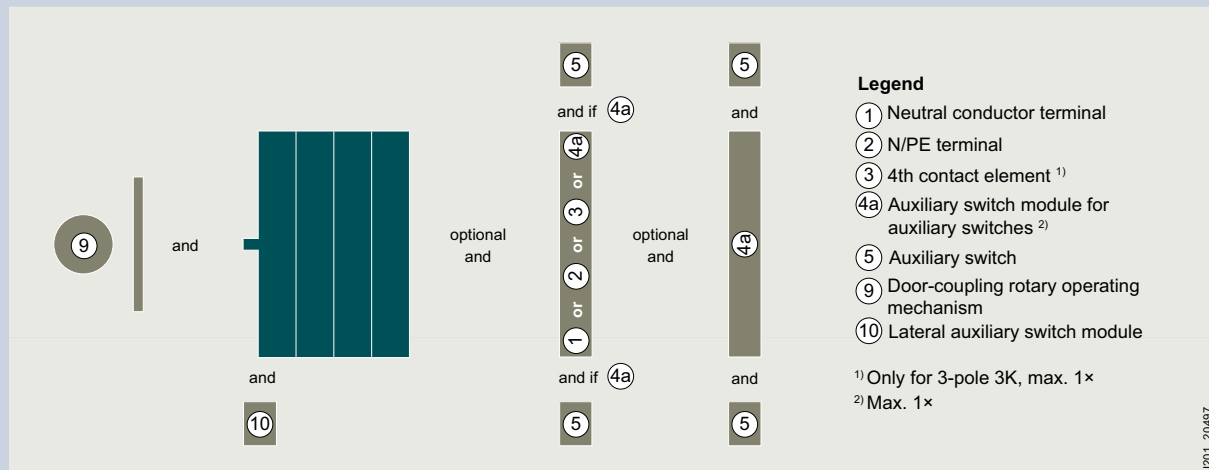 5
5
and if 4a
and
9
and
optional
and
1 or 2 or 3 or 4a
optional
and
4a
and
and if 4a
and
10
5
5
Legend
1 Neutral conductor terminal
2 N/PE terminal
3 4th contact element 1)
4a Auxiliary switch module for
auxiliary switches 2)
5 Auxiliary switch
9 Door-coupling rotary operating
mechanism
10 Lateral auxiliary switch module
1) Only for 3-pole 3K, max. 1×
2) Max. 1×
I201_20497